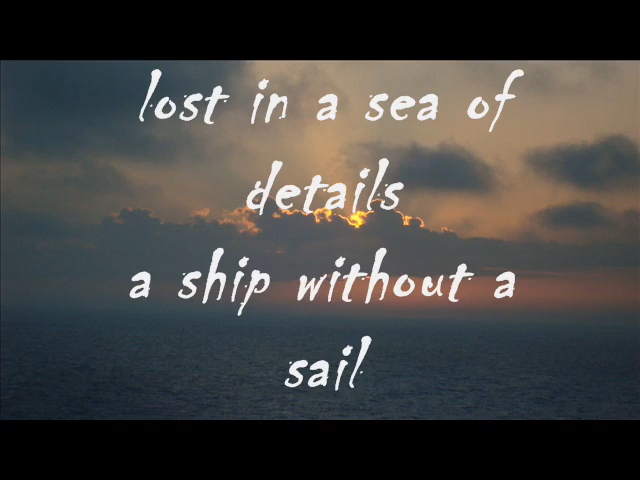 lost in a sea of
details
a ship without a
sail